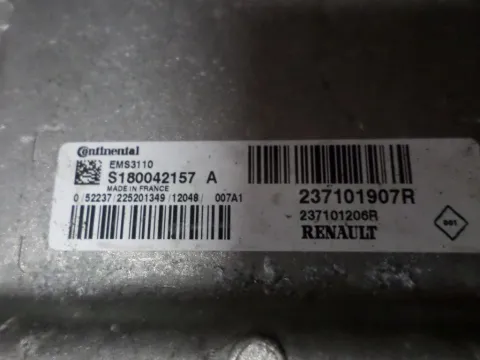 Continental
EMS3110
S180042157 A
MADE IN FRANCE
0/52237/225201349/12048/ 007A1
237101907R
237101206R
RENAULT